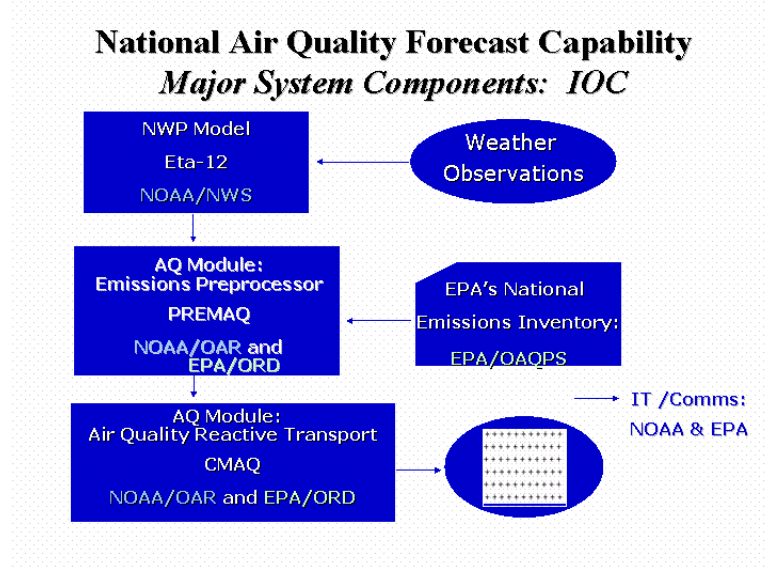 National Air Quality Forecast Capability
Major System Components: IOC
NWP Model
Eta-12
NOAA/NWS
Weather
Observations
AQ Module:
Emissions Preprocessor
PREMAQ
NOAA/OAR and
EPA/ORD
EPA's National
Emissions Inventory:
EPA/OAQPS
AQ Module:
Air Quality Reactive Transport
CMAQ
NOAA/OAR and EPA/ORD
IT /Comms:
NOAA & EPA